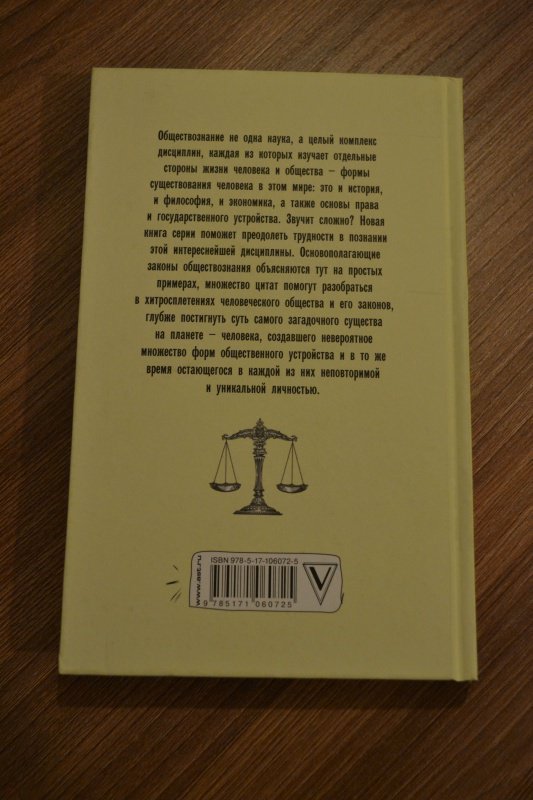 Обществознание не одна наука, а целый комплекс
дисциплин, каждая из которых изучает отдельные
стороны жизни человека и общества – формы
существования человека в этом мире: это и история,
и философия, и экономика, а также основы права
и государственного устройства. Звучит сложно? Новая
книга серии поможет преодолеть трудности в познании
этой интереснейшей дисциплины. Основополагающие
законы обществознания объясняются тут на простых
примерах, множество цитат помогут разобраться
в хитросплетениях человеческого общества и его законов,
глубже постигнуть суть самого загадочного существа
на планете – человека, создавшего невероятное
множество форм общественного устройства и в то же
время остающегося в каждой из них неповторимой
и уникальной личностью.
ISBN 978-5-17-106072-5
www.ast.ru
9 785171 060725